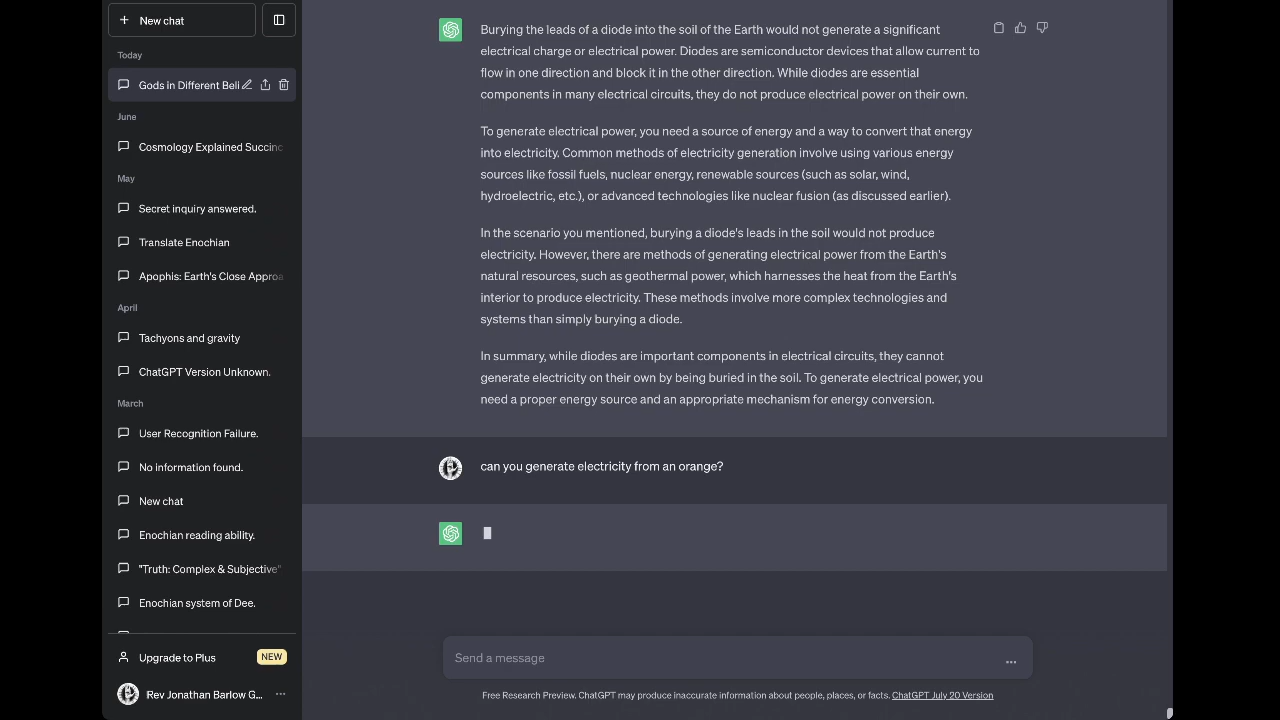 New chat
Today
Gods in Different Beli
June
Cosmology Explained Succinc
May
Secret inquiry answered.
Translate Enochian
Apophis: Earth's Close Approa
April
Tachyons and gravity
ChatGPT Version Unknown.
March
User Recognition Failure.
No information found.
New chat
Enochian reading ability.
"Truth: Complex & Subjective"
Enochian system of Dee.
Upgrade to Plus NEW
Rev Jonathan Barlow G...
Burying the leads of a diode into the soil of the Earth would not generate a significant
electrical charge or electrical power. Diodes are semiconductor devices that allow current to
flow in one direction and block it in the other direction. While diodes are essential
components in many electrical circuits, they do not produce electrical power on their own.
To generate electrical power, you need a source of energy and a way to convert that energy
into electricity. Common methods of electricity generation involve using various energy
sources like fossil fuels, nuclear energy, renewable sources (such as solar, wind,
hydroelectric, etc.), or advanced technologies like nuclear fusion (as discussed earlier).
In the scenario you mentioned, burying a diode's leads in the soil would not produce
electricity. However, there are methods of generating electrical power from the Earth's
natural resources, such as geothermal power, which harnesses the heat from the Earth's
interior to produce electricity. These methods involve more complex technologies and
systems than simply burying a diode.
In summary, while diodes are important components in electrical circuits, they cannot
generate electricity on their own by being buried in the soil. To generate electrical power, you
need a proper energy source and an appropriate mechanism for energy conversion.
can you generate electricity from an orange?
Send a message
Free Research Preview. ChatGPT may produce inaccurate information about people, places, or facts. ChatGPT July 20 Version